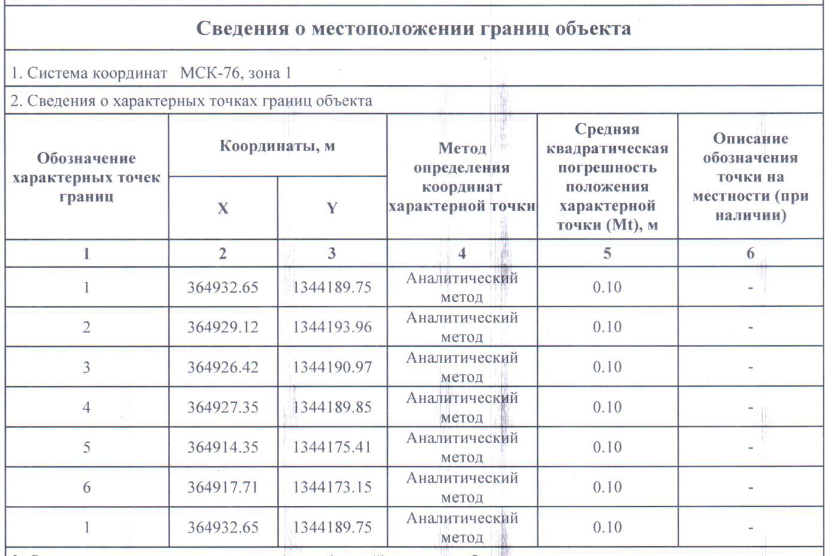 Сведения о местоположении границ объекта
1. Система координат МСК-76, зона 1
2. Сведения о характерных точках границ объекта
Обозначение характерных точек границ
Координаты, м
X
Y
Метод определения координат характерной точки
Средняя квадратическая погрешность положения характерной точки (Mt), м
Описание обозначения точки на местности (при наличии)
1 2 3 4 5 6
1 364932.65 1344189.75 Аналитический метод 0.10 -
2 364929.12 1344193.96 Аналитический метод 0.10 -
3 364926.42 1344190.97 Аналитический метод 0.10 -
4 364927.35 1344189.85 Аналитический метод 0.10 -
5 364914.35 1344175.41 Аналитический метод 0.10 -
6 364917.71 1344173.15 Аналитический метод 0.10 -
1 364932.65 1344189.75 Аналитический метод 0.10 -